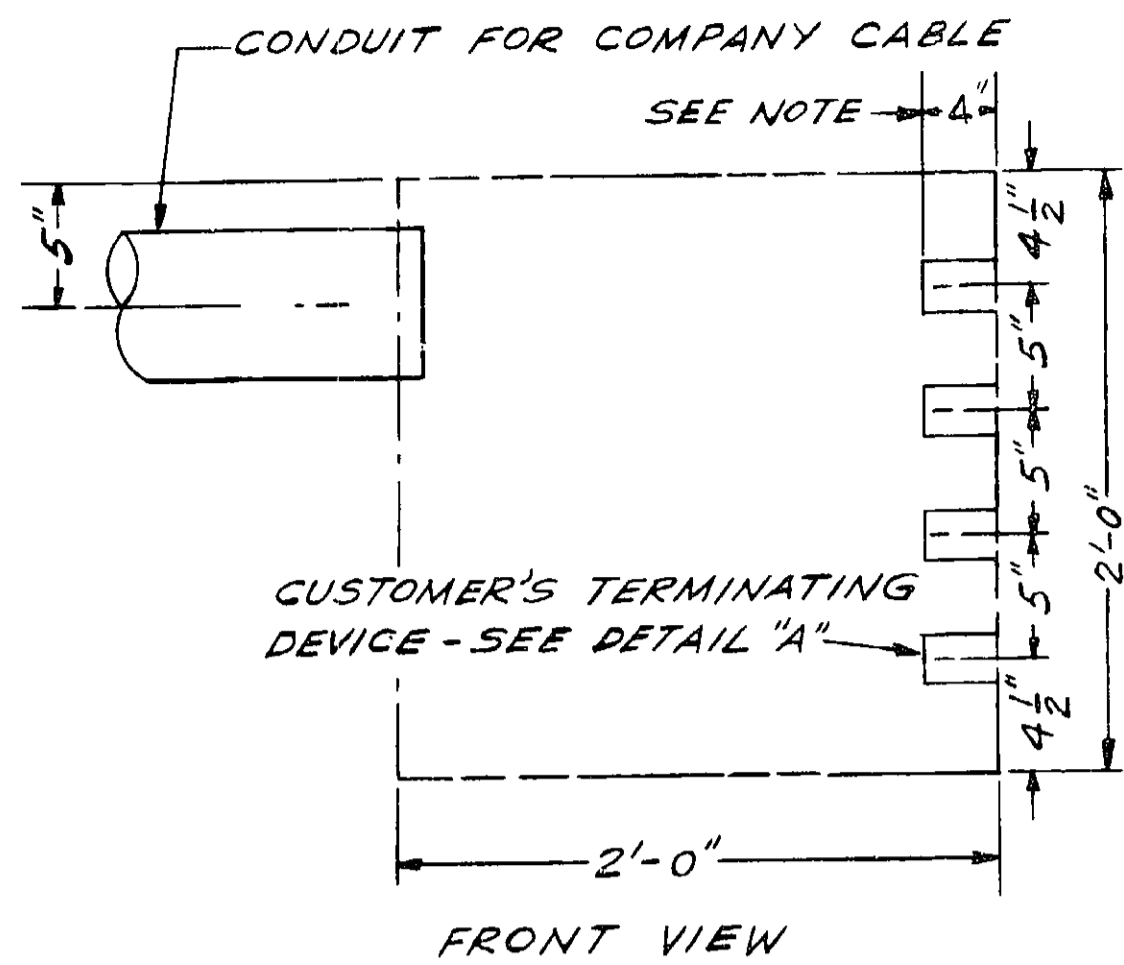 CONDUIT FOR COMPANY CABLE
SEE NOTE 4"
5"
4 1/2"
5"
5"
5"
4 1/2"
2'-0"
CUSTOMER'S TERMINATING
DEVICE - SEE DETAIL "A"
2'-0"
FRONT VIEW